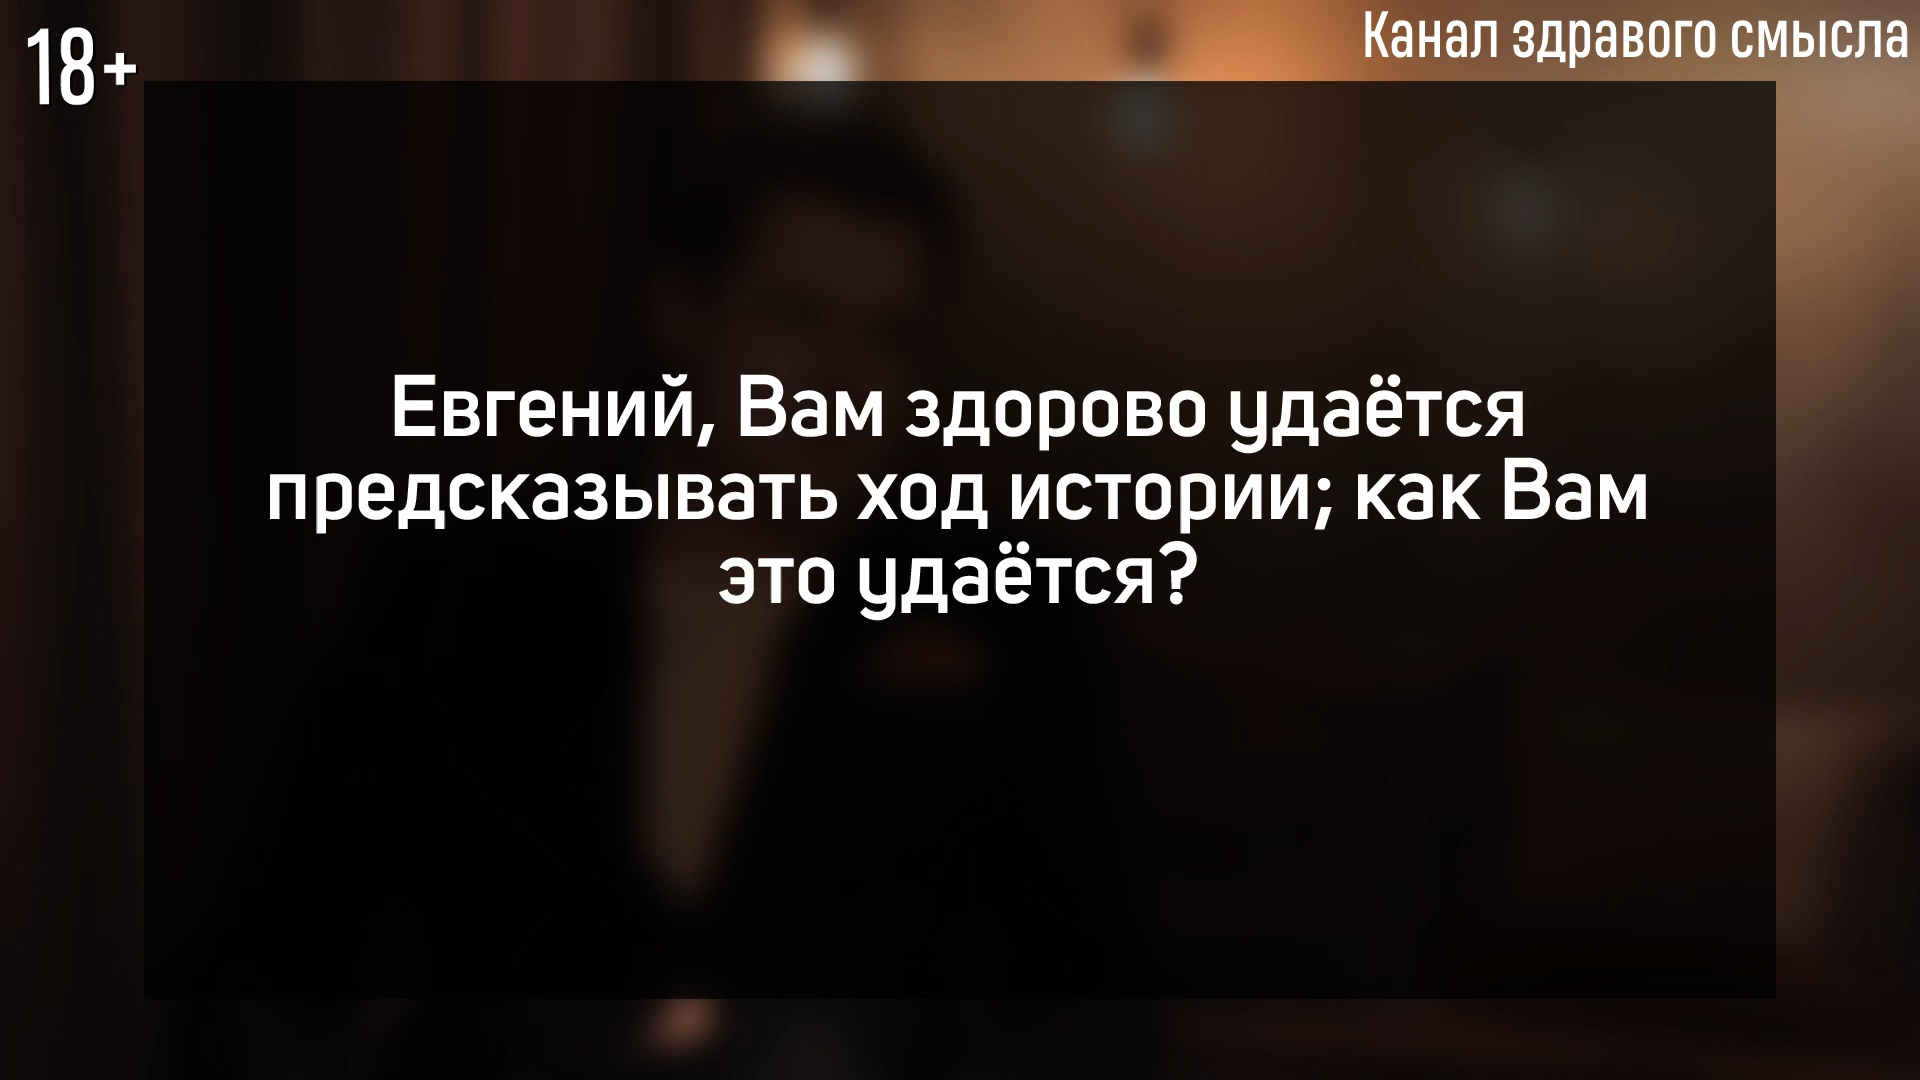 18+
Канал здравого смысла
Евгений, Вам здорово удаётся
предсказывать ход истории; как Вам
это удаётся?